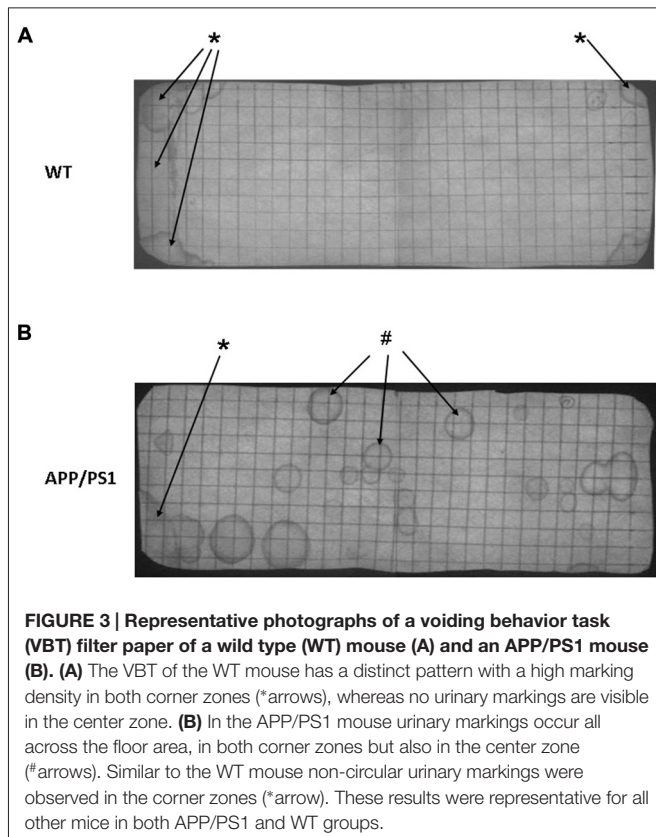 A
* *
WT
B
* #
APP/PS1
FIGURE 3 | Representative photographs of a voiding behavior task
(VBT) filter paper of a wild type (WT) mouse (A) and an APP/PS1 mouse
(B). (A) The VBT of the WT mouse has a distinct pattern with a high marking
density in both corner zones (*arrows), whereas no urinary markings are visible
in the center zone. (B) In the APP/PS1 mouse urinary markings occur all
across the floor area, in both corner zones but also in the center zone
(#arrows). Similar to the WT mouse non-circular urinary markings were
observed in the corner zones (*arrow). These results were representative for all
other mice in both APP/PS1 and WT groups.